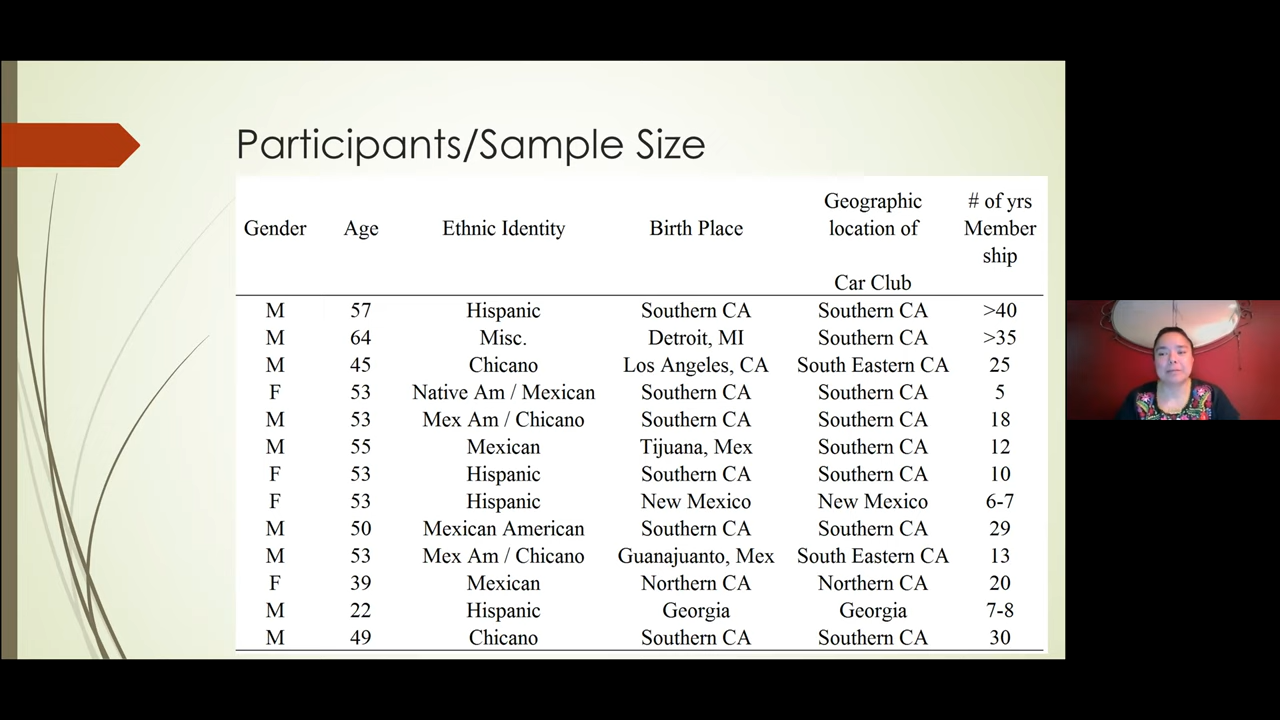 Participants/Sample Size
Gender Age Ethnic Identity Birth Place Geographic location of Car Club # of yrs Member ship
M 57 Hispanic Southern CA Southern CA >40
M 64 Misc. Detroit, MI Southern CA >35
M 45 Chicano Los Angeles, CA South Eastern CA 25
F 53 Native Am / Mexican Southern CA Southern CA 5
M 53 Mex Am / Chicano Southern CA Southern CA 18
M 55 Mexican Tijuana, Mex Southern CA 12
F 53 Hispanic Southern CA Southern CA 10
F 53 Hispanic New Mexico New Mexico 6-7
M 50 Mexican American Southern CA Southern CA 29
M 53 Mex Am / Chicano Guanajuanto, Mex South Eastern CA 13
F 39 Mexican Northern CA Northern CA 20
M 22 Hispanic Georgia Georgia 7-8
M 49 Chicano Southern CA Southern CA 30